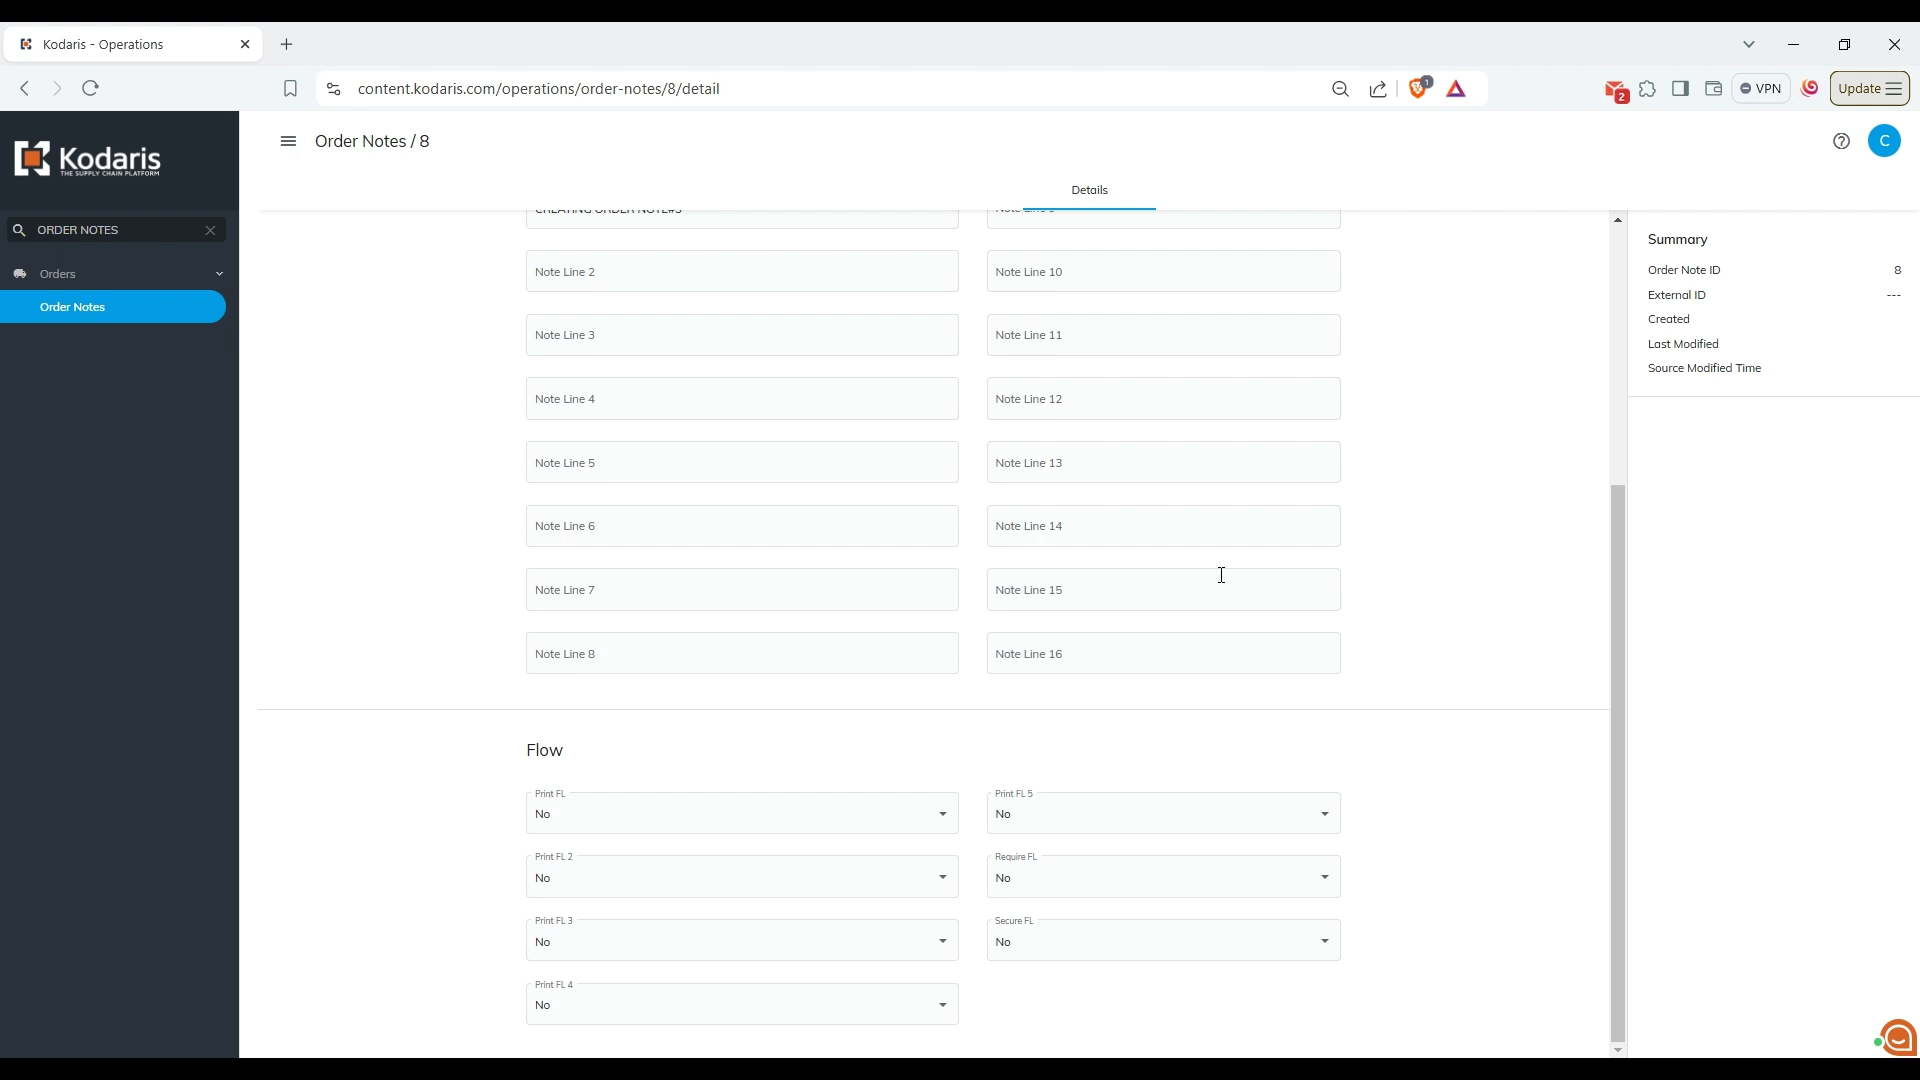 Kodaris - Operations
content.kodaris.com/operations/order-notes/8/detail
1
2
VPN
Update
Kodaris
THE SUPPLY CHAIN PLATFORM
Order Notes / 8
C
Details
ORDER NOTES
Orders
Order Notes
Note Line 2
Note Line 10
Note Line 3
Note Line 11
Note Line 4
Note Line 12
Note Line 5
Note Line 13
Note Line 6
Note Line 14
Note Line 7
Note Line 15
Note Line 8
Note Line 16
Flow
Print FL
No
Print FL 5
No
Print FL 2
No
Require FL
No
Print FL 3
No
Secure FL
No
Print FL 4
No
Summary
Order Note ID 8
External ID ---
Created
Last Modified
Source Modified Time